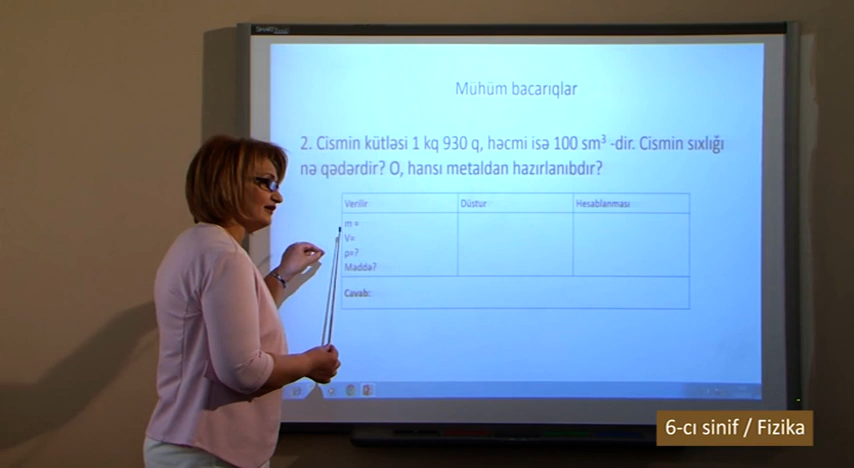 Mühüm bacarıqlar
2. Cismin kütləsi 1 kq 930 q, həcmi isə 100 sm³ -dir. Cismin sıxlığı
nə qədərdir? O, hansı metaldan hazırlanıbdır?
Verilir Düstur Hesablanması
m =
V=
ρ=?
Maddə?
Cavab:
6-cı sinif / Fizika